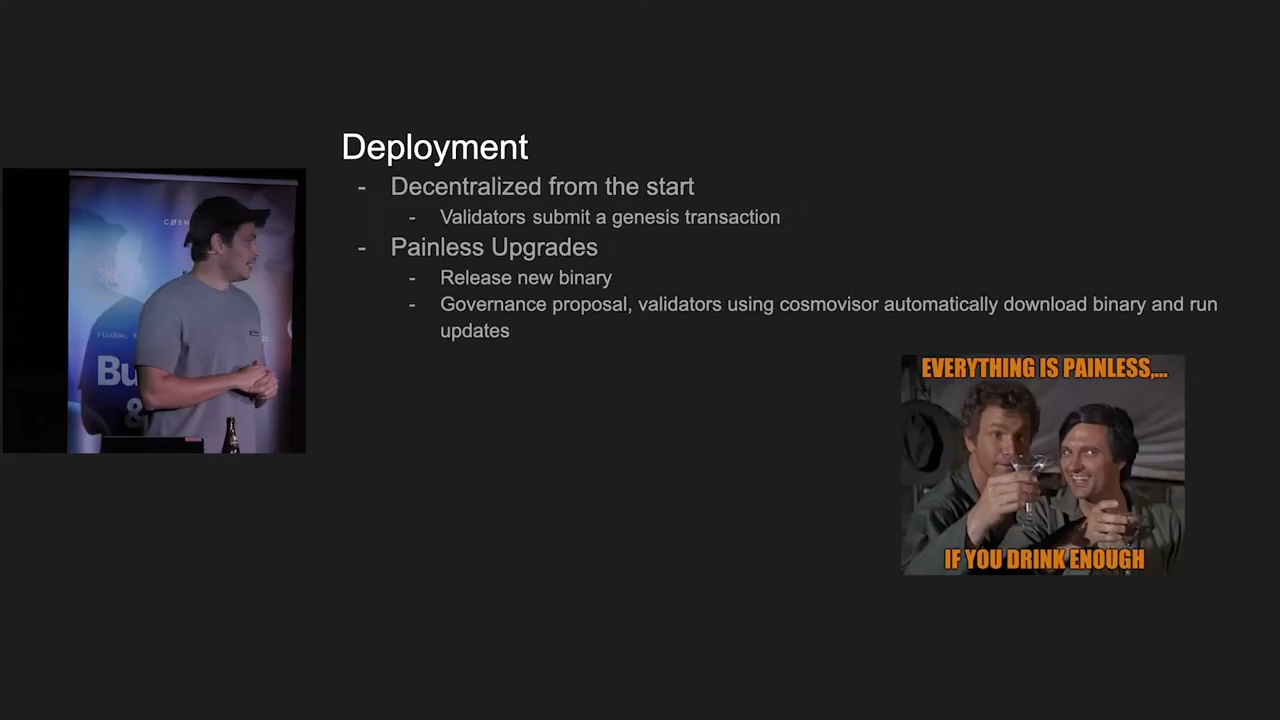 Deployment
- Decentralized from the start
- Validators submit a genesis transaction
- Painless Upgrades
- Release new binary
- Governance proposal, validators using cosmovisor automatically download binary and run
updates
EVERYTHING IS PAINLESS,...
IF YOU DRINK ENOUGH
Bu
&